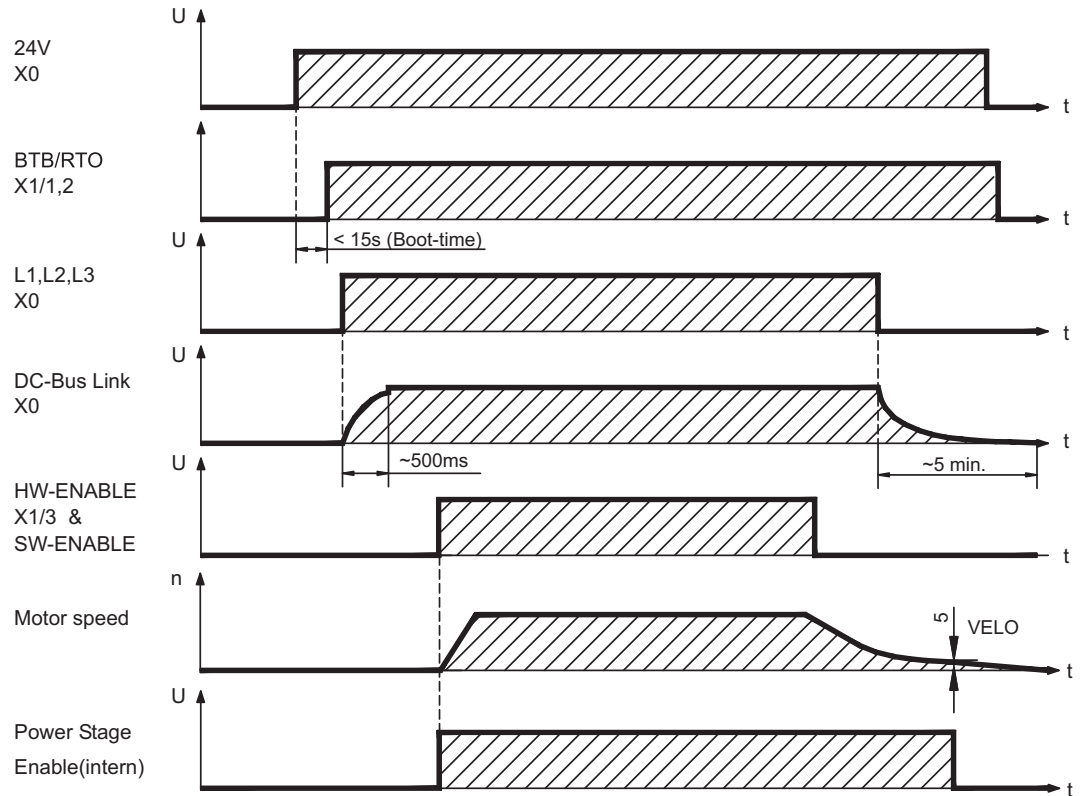 U
24V
X0
t
BTB/RTO
X1/1,2
t
< 15s (Boot-time)
U
L1,L2,L3
X0
t
U
DC-Bus Link
X0
t
~500ms
~5 min.
U
HW-ENABLE
X1/3 &
SW-ENABLE
t
n
Motor speed
5
VELO
t
U
Power Stage
Enable(intern)
t